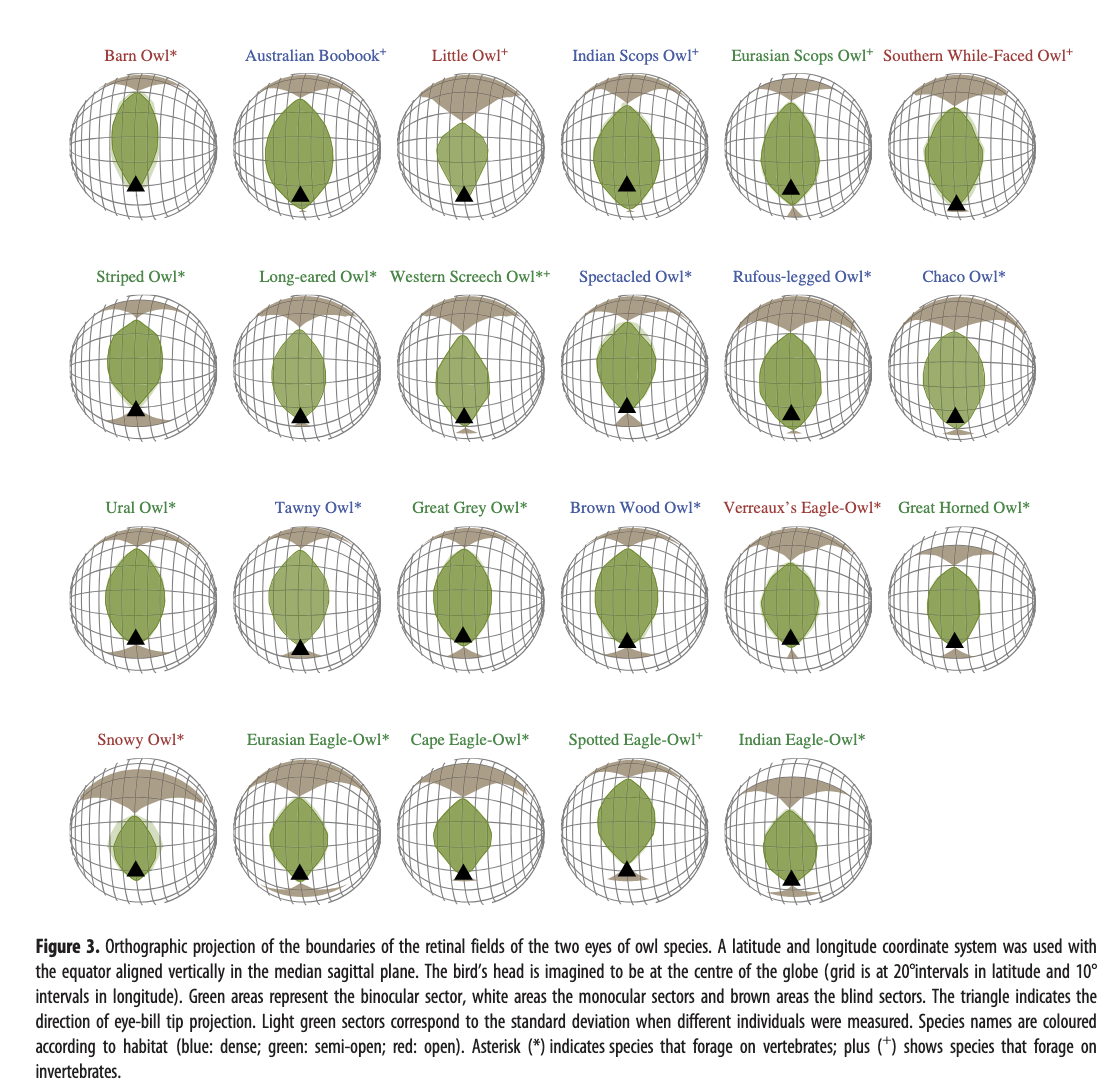 Barn Owl* Australian Boobook+ Little Owl+ Indian Scops Owl+ Eurasian Scops Owl+ Southern While-Faced Owl+
Striped Owl* Long-eared Owl* Western Screech Owl*+ Spectacled Owl* Rufous-legged Owl* Chaco Owl*
Ural Owl* Tawny Owl* Great Grey Owl* Brown Wood Owl* Verreaux’s Eagle-Owl* Great Horned Owl*
Snowy Owl* Eurasian Eagle-Owl* Cape Eagle-Owl* Spotted Eagle-Owl+ Indian Eagle-Owl*
Figure 3. Orthographic projection of the boundaries of the retinal fields of the two eyes of owl species. A latitude and longitude coordinate system was used with
the equator aligned vertically in the median sagittal plane. The bird’s head is imagined to be at the centre of the globe (grid is at 20°intervals in latitude and 10°
intervals in longitude). Green areas represent the binocular sector, white areas the monocular sectors and brown areas the blind sectors. The triangle indicates the
direction of eye-bill tip projection. Light green sectors correspond to the standard deviation when different individuals were measured. Species names are coloured
according to habitat (blue: dense; green: semi-open; red: open). Asterisk (*) indicates species that forage on vertebrates; plus (+) shows species that forage on
invertebrates.